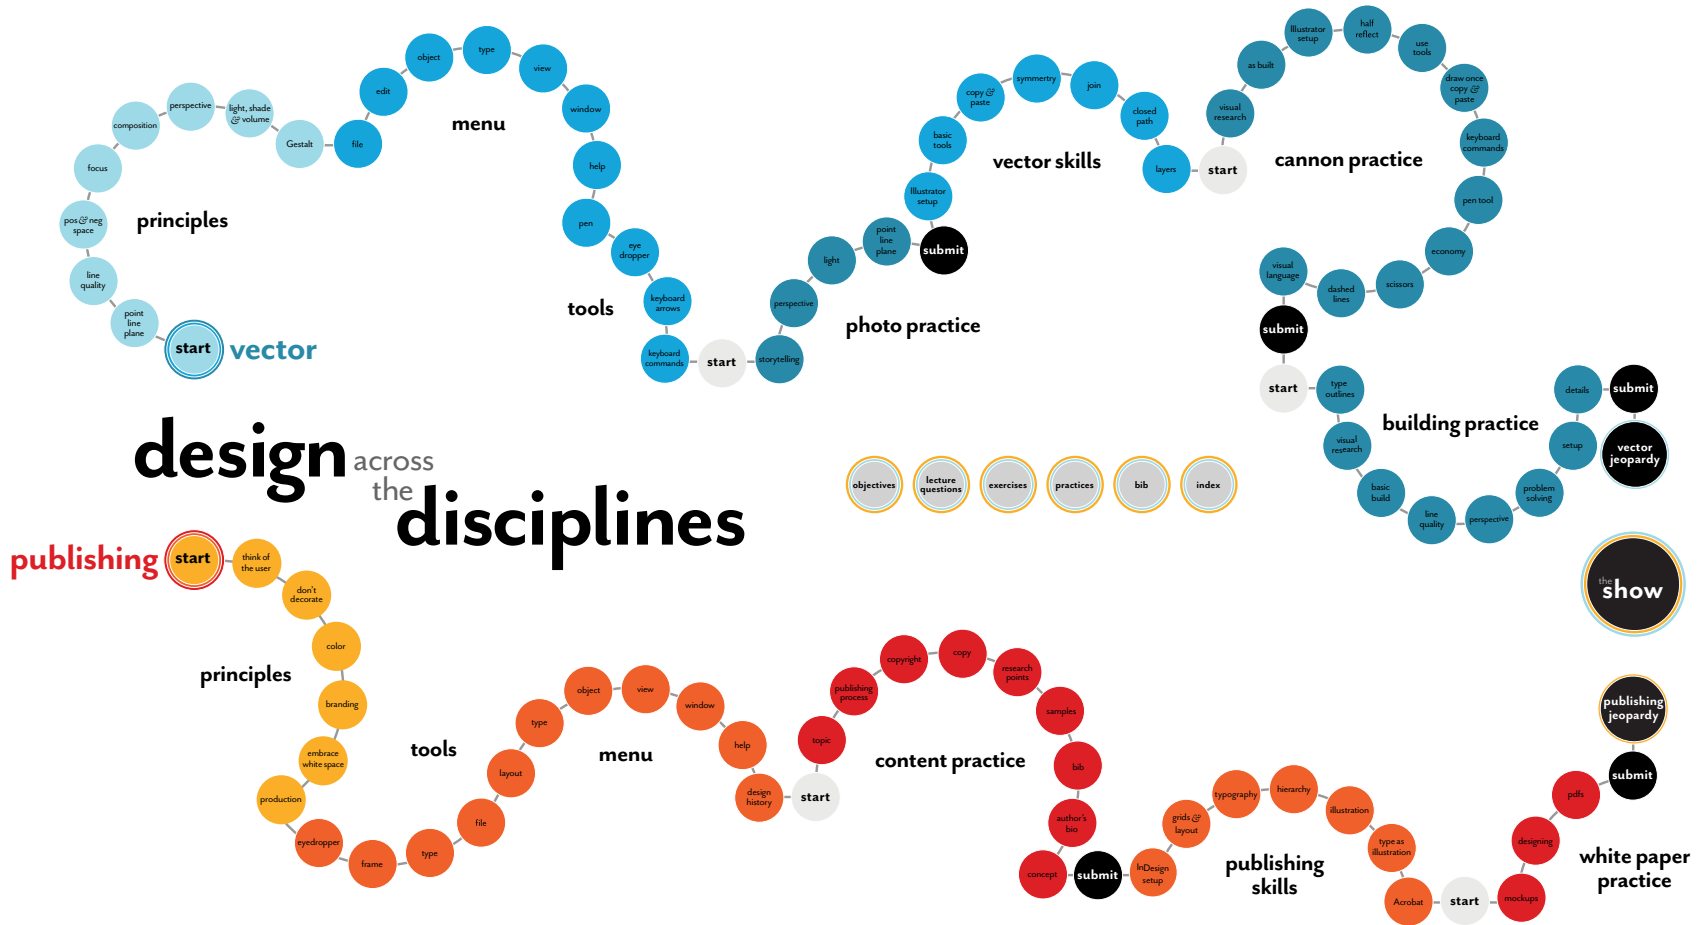 start
vector
point
line
plane
line
quality
pos & neg
space
focus
composition
perspective
light, shade
& volume
Gestalt
principles
file
edit
object
type
view
window
help
menu
pen
eye
dropper
keyboard
arrows
keyboard
commands
tools
start
storytelling
perspective
light
point
line
plane
submit
photo practice
Illustrator
setup
basic
tools
copy &
paste
symmertry
join
closed
path
layers
vector skills
start
visual
research
as built
Illustrator
setup
half
reflect
use
tools
draw once
copy &
paste
keyboard
commands
pen tool
economy
scissors
dashed
lines
visual
language
submit
cannon practice
start
type
outlines
visual
research
basic
build
line
quality
perspective
problem
solving
setup
details
submit
vector
jeopardy
building practice
design across
the
disciplines
objectives
lecture
questions
exercises
practices
bib
index
the
show
publishing
start
think of
the user
don't
decorate
color
branding
embrace
white space
production
principles
eyedropper
frame
type
file
layout
tools
type
object
view
window
help
design
history
menu
start
topic
publishing
process
copyright
copy
research
points
samples
bib
author's
bio
concept
submit
content practice
InDesign
setup
grids &
layout
typography
hierarchy
illustration
type as
illustration
Acrobat
publishing
skills
start
mockups
designing
pdfs
submit
publishing
jeopardy
white paper
practice